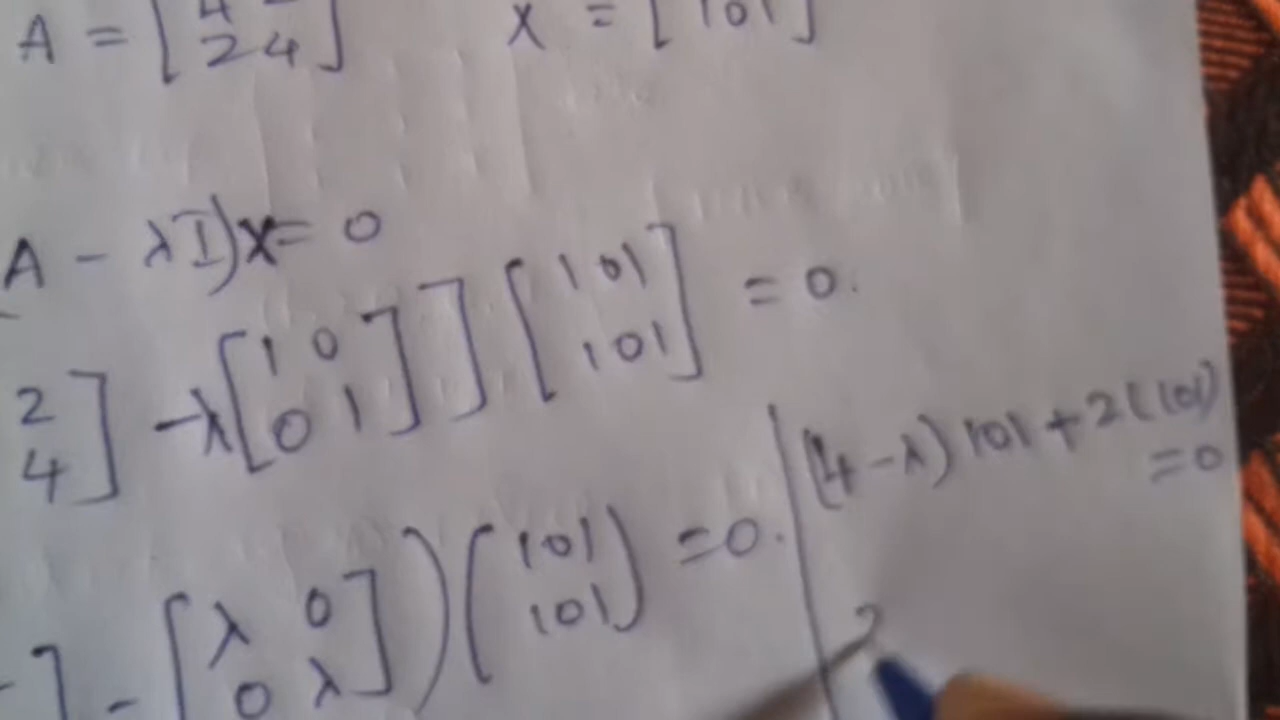 A = [ 4
2 4 ]
X = [ 101 ]
A - λI)X = 0
2
4 ] - λ [ 1 0
0 1 ] ] [ 101
101 ] = 0.
] - [ λ 0
0 λ ] ) ( 101
101 ) = 0.
(4 - λ) 101 + 2(101)
= 0
2